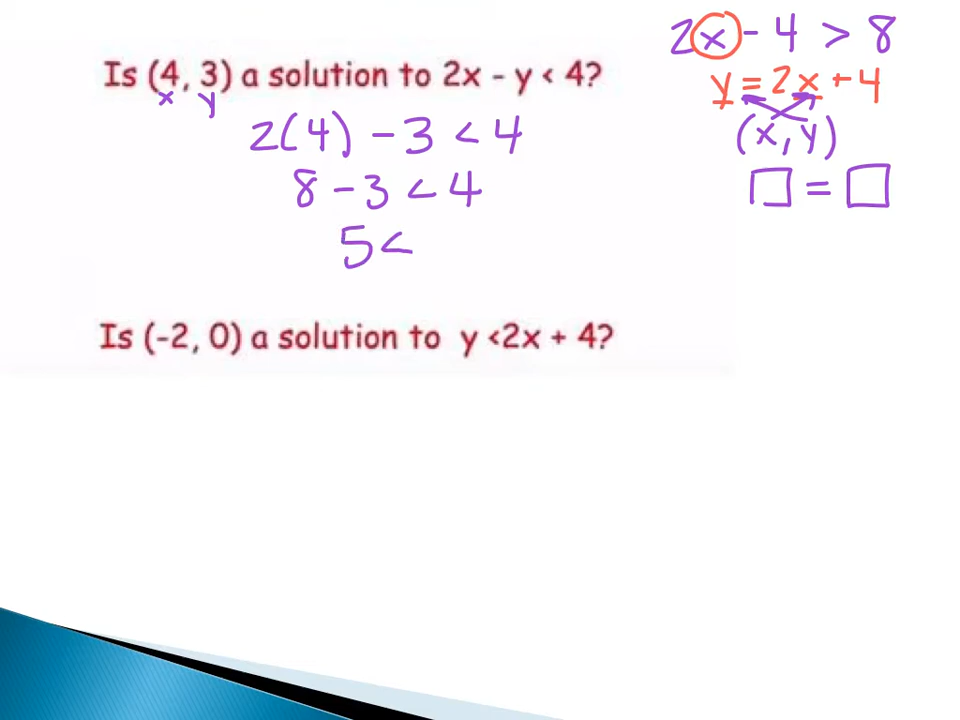 2x - 4 > 8
Is (4, 3) a solution to 2x - y < 4?
x y
y = 2x + 4
2(4) - 3 < 4
(x, y)
8 - 3 < 4
□ = □
5 <
Is (-2, 0) a solution to y <2x + 4?